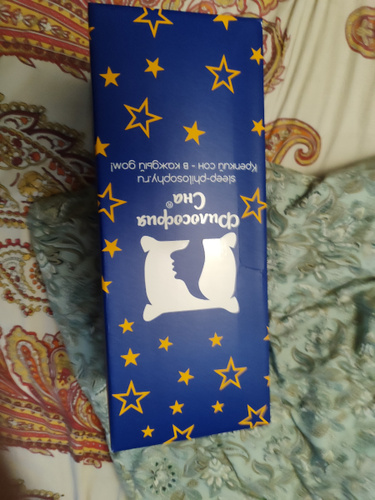 Философия
Сна®
sleep-philosophy.ru
Крепкий сон - в каждый дом!